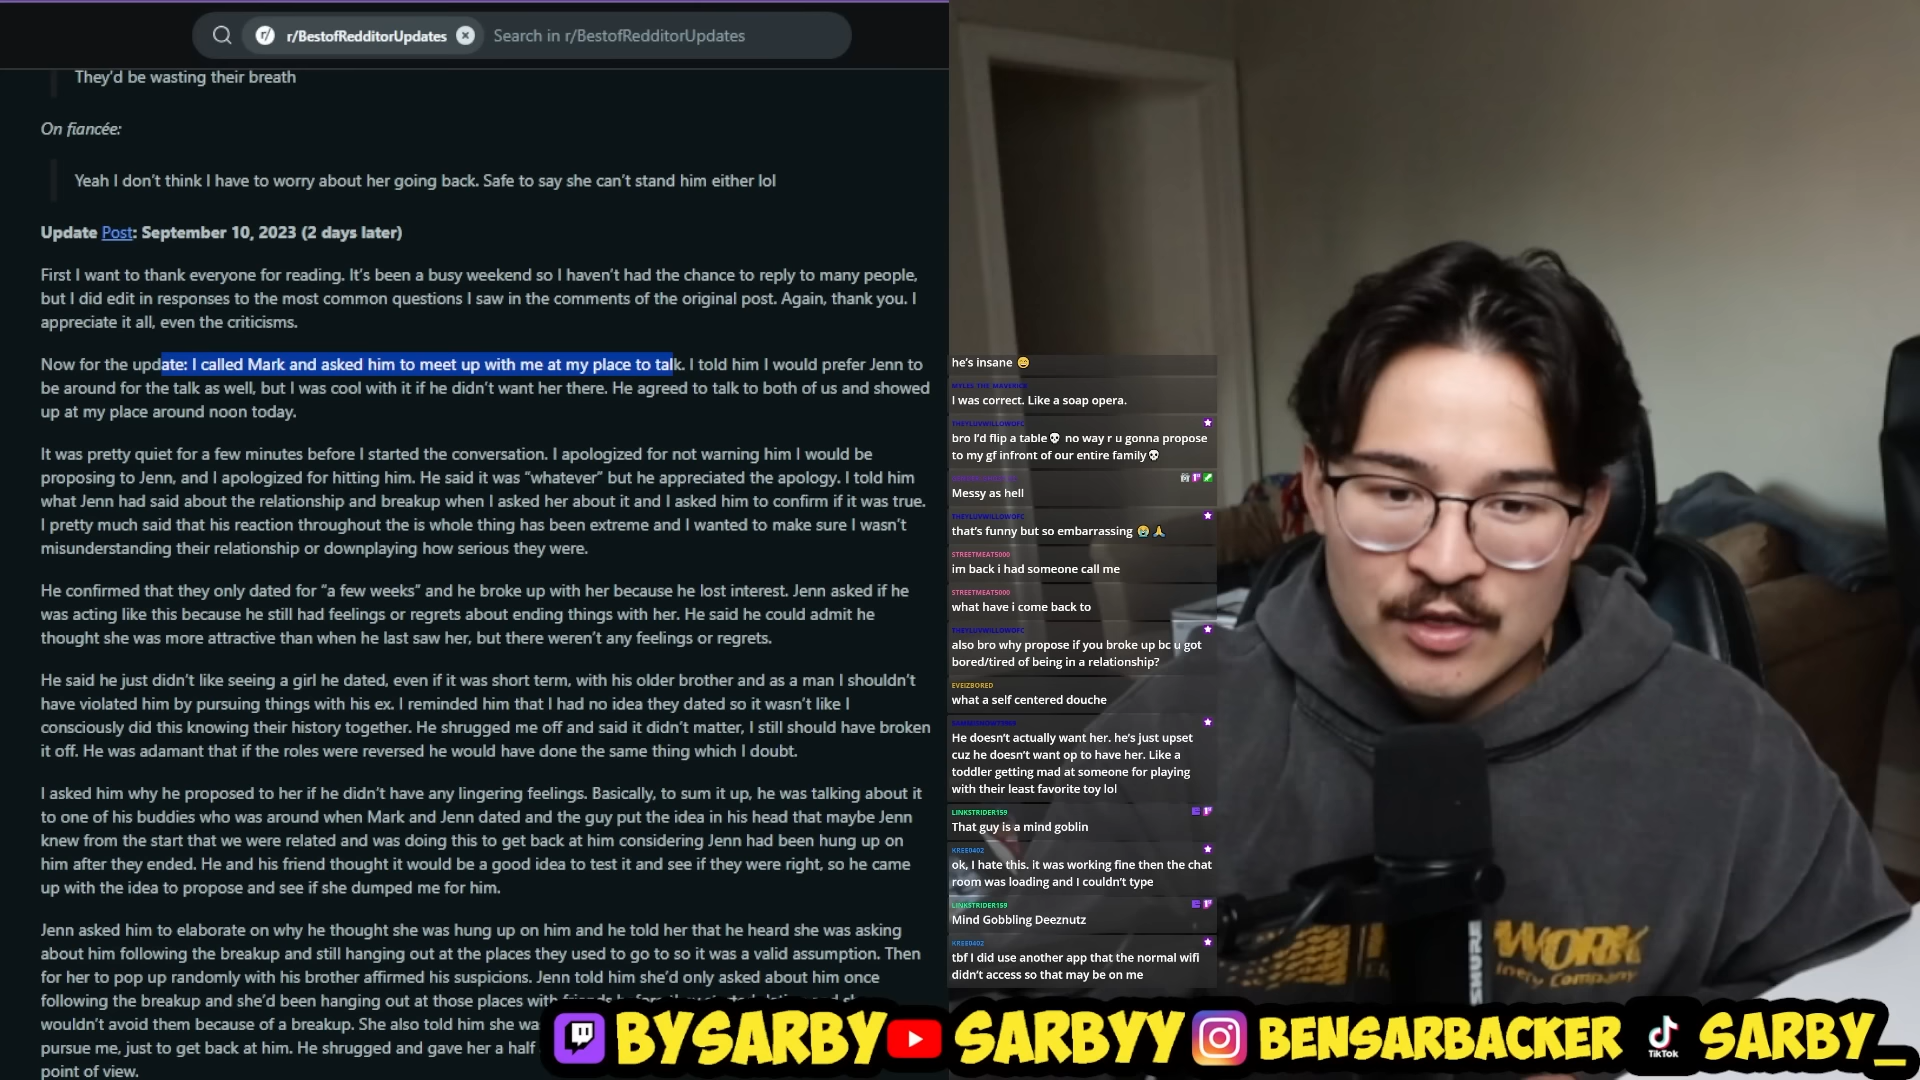 r/BestofRedditorUpdates
Search in r/BestofRedditorUpdates
They'd be wasting their breath
On fiancée:
Yeah I don't think I have to worry about her going back. Safe to say she can't stand him either lol
Update Post: September 10, 2023 (2 days later)
First I want to thank everyone for reading. It's been a busy weekend so I haven't had the chance to reply to many people,
but I did edit in responses to the most common questions I saw in the comments of the original post. Again, thank you. I
appreciate it all, even the criticisms.
Now for the update: I called Mark and asked him to meet up with me at my place to talk. I told him I would prefer Jenn to
be around for the talk as well, but I was cool with it if he didn't want her there. He agreed to talk to both of us and showed
up at my place around noon today.
It was pretty quiet for a few minutes before I started the conversation. I apologized for not warning him I would be
proposing to Jenn, and I apologized for hitting him. He said it was "whatever" but he appreciated the apology. I told him
what Jenn had said about the relationship and breakup when I asked her about it and I asked him to confirm if it was true.
I pretty much said that his reaction throughout the is whole thing has been extreme and I wanted to make sure I wasn't
misunderstanding their relationship or downplaying how serious they were.
He confirmed that they only dated for "a few weeks" and he broke up with her because he lost interest. Jenn asked if he
was acting like this because he still had feelings or regrets about ending things with her. He said he could admit he
thought she was more attractive than when he last saw her, but there weren't any feelings or regrets.
He said he just didn't like seeing a girl he dated, even if it was short term, with his older brother and as a man I shouldn't
have violated him by pursuing things with his ex. I reminded him that I had no idea they dated so it wasn't like I
consciously did this knowing their history together. He shrugged me off and said it didn't matter, I still should have broken
it off. He was adamant that if the roles were reversed he would have done the same thing which I doubt.
I asked him why he proposed to her if he didn't have any lingering feelings. Basically, to sum it up, he was talking about it
to one of his buddies who was around when Mark and Jenn dated and the guy put the idea in his head that maybe Jenn
knew from the start that we were related and was doing this to get back at him considering Jenn had been hung up on
him after they ended. He and his friend thought it would be a good idea to test it and see if they were right, so he came
up with the idea to propose and see if she dumped me for him.
Jenn asked him to elaborate on why he thought she was hung up on him and he told her that he heard she was asking
about him following the breakup and still hanging out at the places they used to go to so it was a valid assumption. Then
for her to pop up randomly with his brother affirmed his suspicions. Jenn told him she'd only asked about him once
following the breakup and she'd been hanging out at those places with
wouldn't avoid them because of a breakup. She also told him she was
pursue me, just to get back at him. He shrugged and gave her a half
point of view.
he's insane 😄
MYLES_THE_MAVERICK
I was correct. Like a soap opera.
THEYLUVWILLOWOFC
bro I'd flip a table💀 no way r u gonna propose
to my gf infront of our entire family💀
Messy as hell
THEYLUVWILLOWOFC
that's funny but so embarrassing 😭🙏
STREETMEAT5000
im back i had someone call me
STREETMEAT5000
what have i come back to
THEYLUVWILLOWOFC
also bro why propose if you broke up bc u got
bored/tired of being in a relationship?
EVEIZBORED
what a self centered douche
He doesn't actually want her. he's just upset
cuz he doesn't want op to have her. Like a
toddler getting mad at someone for playing
with their least favorite toy lol
LINKSTRIDER159
That guy is a mind goblin
KREE0402
ok, I hate this. it was working fine then the chat
room was loading and I couldn't type
LINKSTRIDER159
Mind Gobbling Deeznutz
KREE0402
tbf I did use another app that the normal wifi
didn't access so that may be on me
WORK
SHURE
BYSARBY
SARBYY
BENSARBACKER
TikTok
SARBY_